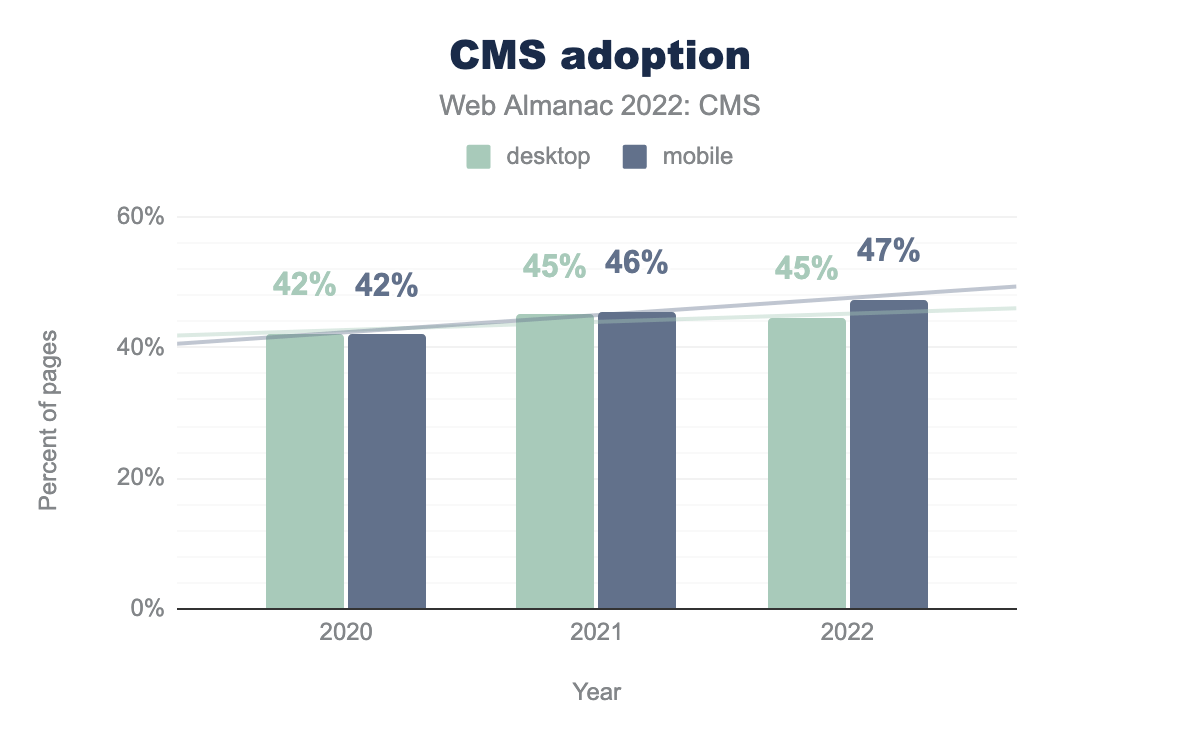 CMS adoption
Web Almanac 2022: CMS
desktop mobile
60%
40%
20%
0%
Percent of pages
42% 42%
45% 46%
45% 47%
2020 2021 2022
Year